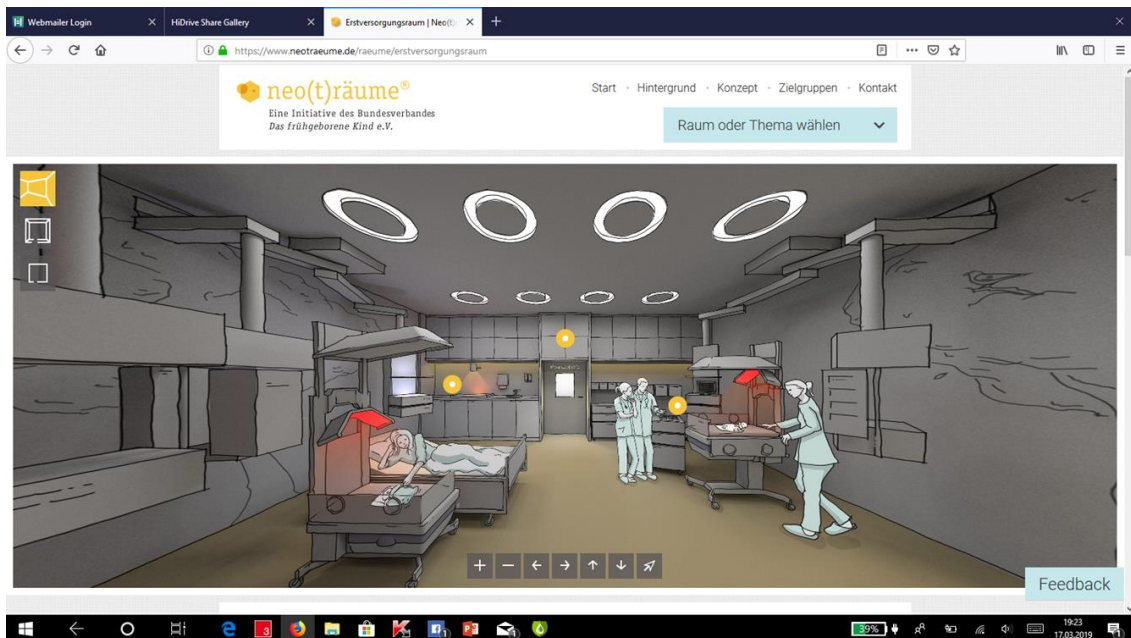 Webmailer Login
HiDrive Share Gallery
Erstversorgungsraum | Neo(t)
https://www.neotraeume.de/raeume/erstversorgungsraum
neo(t)räume®
Eine Initiative des Bundesverbandes
Das frühgeborene Kind e.V.
Start · Hintergrund · Konzept · Zielgruppen · Kontakt
Raum oder Thema wählen
Feedback
39%
19:23
17.03.2019